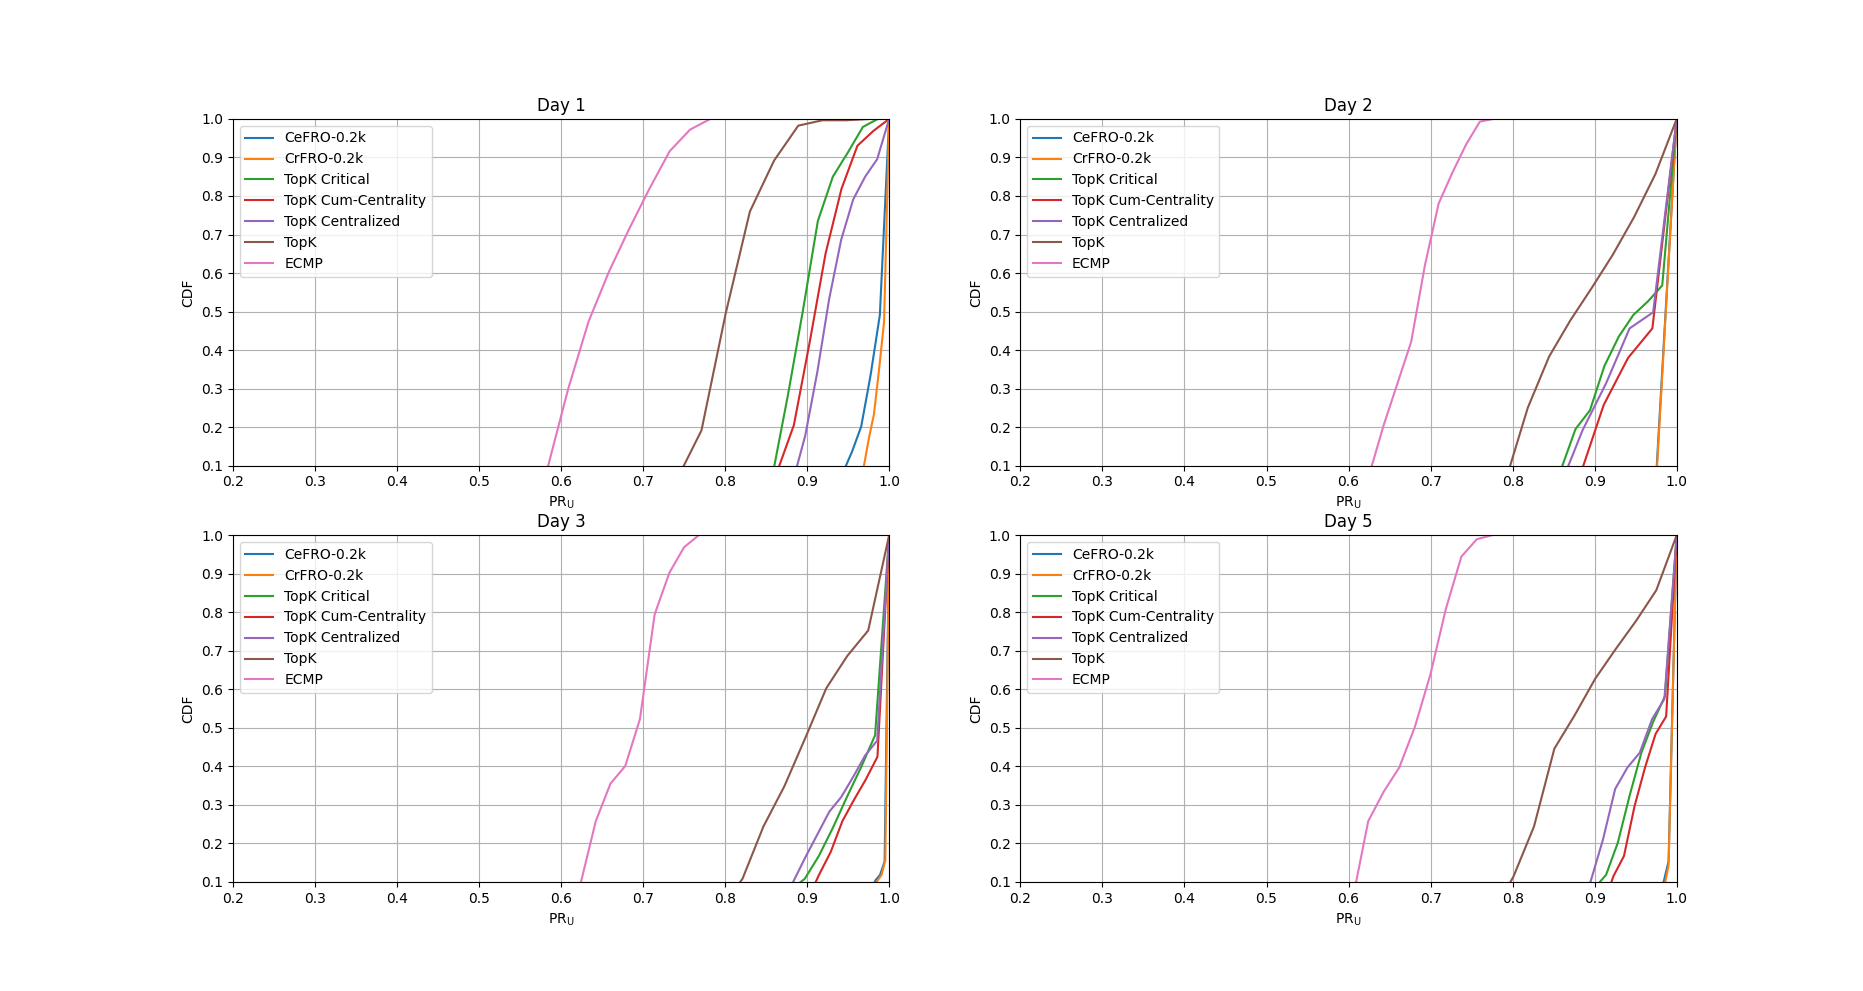 Day 1
1.0
0.9
0.8
0.7
0.6
0.5
0.4
0.3
0.2
0.1
CDF
CeFRO-0.2k
CrFRO-0.2k
TopK Critical
TopK Cum-Centrality
TopK Centralized
TopK
ECMP
0.2 0.3 0.4 0.5 0.6 0.7 0.8 0.9 1.0
PR_U
Day 2
1.0
0.9
0.8
0.7
0.6
0.5
0.4
0.3
0.2
0.1
CDF
CeFRO-0.2k
CrFRO-0.2k
TopK Critical
TopK Cum-Centrality
TopK Centralized
TopK
ECMP
0.2 0.3 0.4 0.5 0.6 0.7 0.8 0.9 1.0
PR_U
Day 3
1.0
0.9
0.8
0.7
0.6
0.5
0.4
0.3
0.2
0.1
CDF
CeFRO-0.2k
CrFRO-0.2k
TopK Critical
TopK Cum-Centrality
TopK Centralized
TopK
ECMP
0.2 0.3 0.4 0.5 0.6 0.7 0.8 0.9 1.0
PR_U
Day 5
1.0
0.9
0.8
0.7
0.6
0.5
0.4
0.3
0.2
0.1
CDF
CeFRO-0.2k
CrFRO-0.2k
TopK Critical
TopK Cum-Centrality
TopK Centralized
TopK
ECMP
0.2 0.3 0.4 0.5 0.6 0.7 0.8 0.9 1.0
PR_U